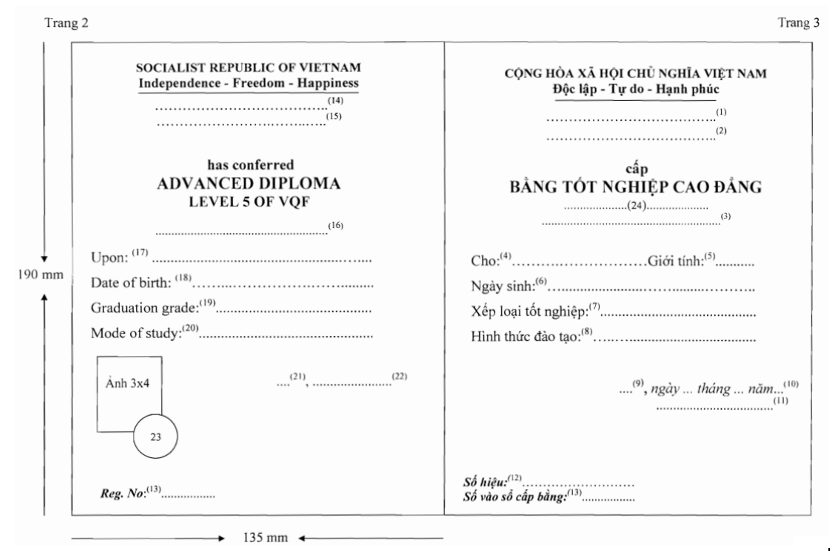 Trang 2
Trang 3
SOCIALIST REPUBLIC OF VIETNAM
Independence - Freedom - Happiness
....................................(14)
....................................(15)
has conferred
ADVANCED DIPLOMA
LEVEL 5 OF VQF
....................................(16)
Upon: (17) ....................................
Date of birth: (18)....................................
Graduation grade:(19)....................................
Mode of study:(20)....................................
Ảnh 3x4
23
....(21), ........................(22)
Reg. No:(13)................
CỘNG HÒA XÃ HỘI CHỦ NGHĨA VIỆT NAM
Độc lập - Tự do - Hạnh phúc
....................................(1)
....................................(2)
cấp
BẰNG TỐT NGHIỆP CAO ĐẲNG
....................(24)....................
....................................(3)
Cho:(4)..............................Giới tính:(5)............
Ngày sinh:(6)....................................
Xếp loại tốt nghiệp:(7)....................................
Hình thức đào tạo:(8)....................................
....(9), ngày ... tháng ... năm...(10)
....................................(11)
Số hiệu:(12)............................
Số vào sổ cấp bằng:(13)................
190 mm
135 mm